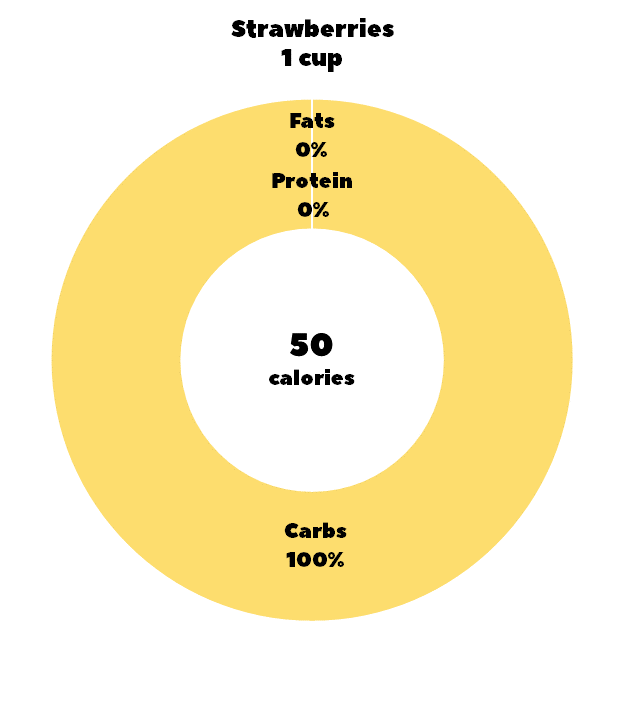 Strawberries
1 cup
Fats
0%
Protein
0%
50
calories
Carbs
100%